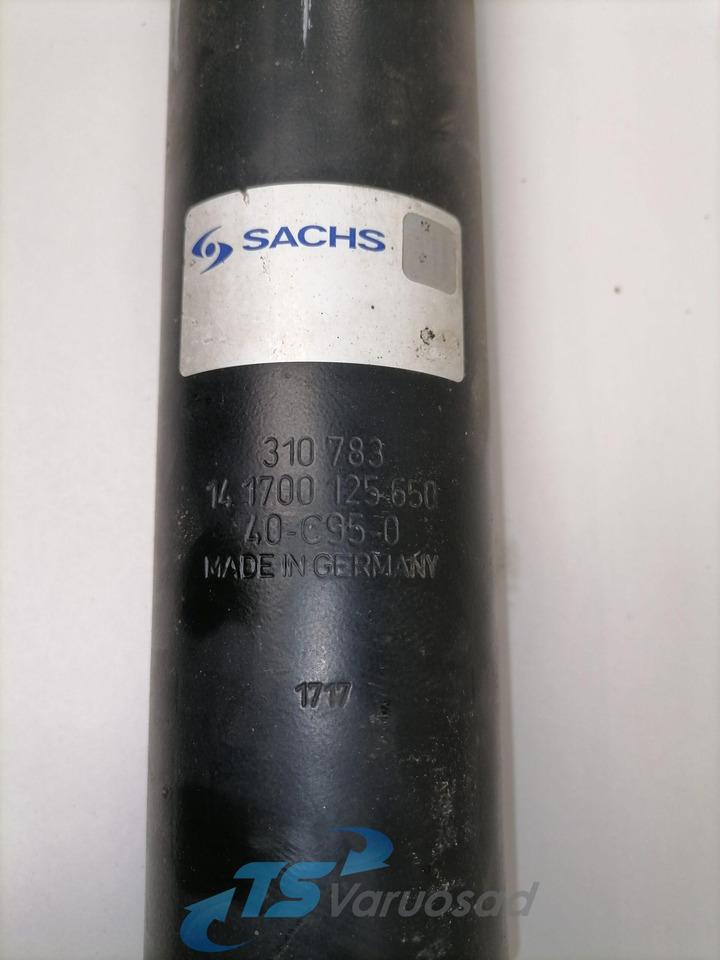 SACHS
310 783
14 1700 125 650
40-C95-0
MADE IN GERMANY
1717
TS Varuosad